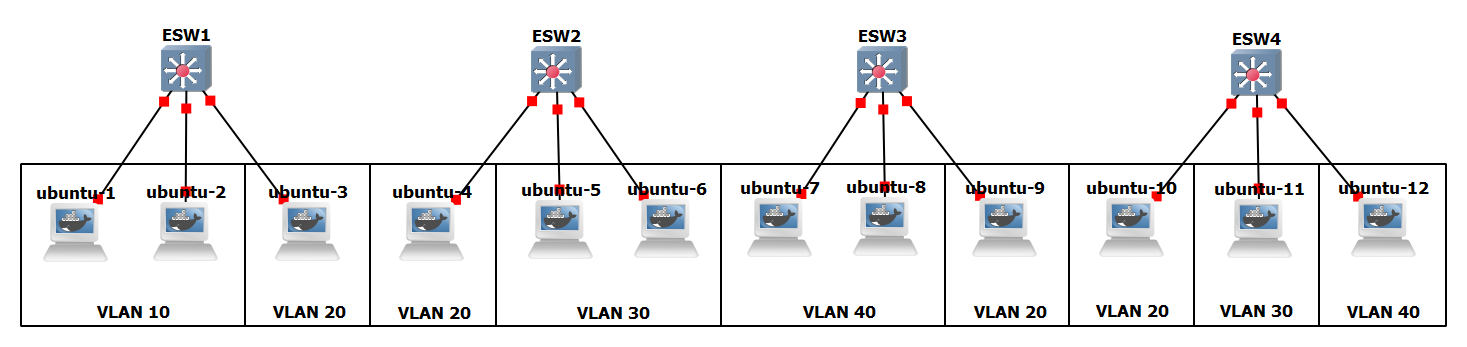 ESW1
ESW2
ESW3
ESW4
ubuntu-1
ubuntu-2
ubuntu-3
ubuntu-4
ubuntu-5
ubuntu-6
ubuntu-7
ubuntu-8
ubuntu-9
ubuntu-10
ubuntu-11
ubuntu-12
VLAN 10
VLAN 20
VLAN 20
VLAN 30
VLAN 40
VLAN 20
VLAN 20
VLAN 30
VLAN 40